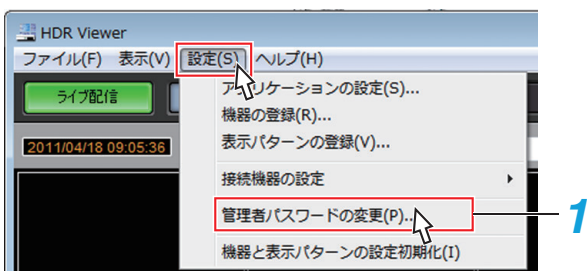 HDR Viewer
ファイル(F) 表示(V) 設定(S) ヘルプ(H)
ライブ配信
アプリケーションの設定(S)...
機器の登録(R)...
2011/04/18 09:05:36
表示パターンの登録(V)...
接続機器の設定
管理者パスワードの変更(P)...
1
機器と表示パターンの設定初期化(I)